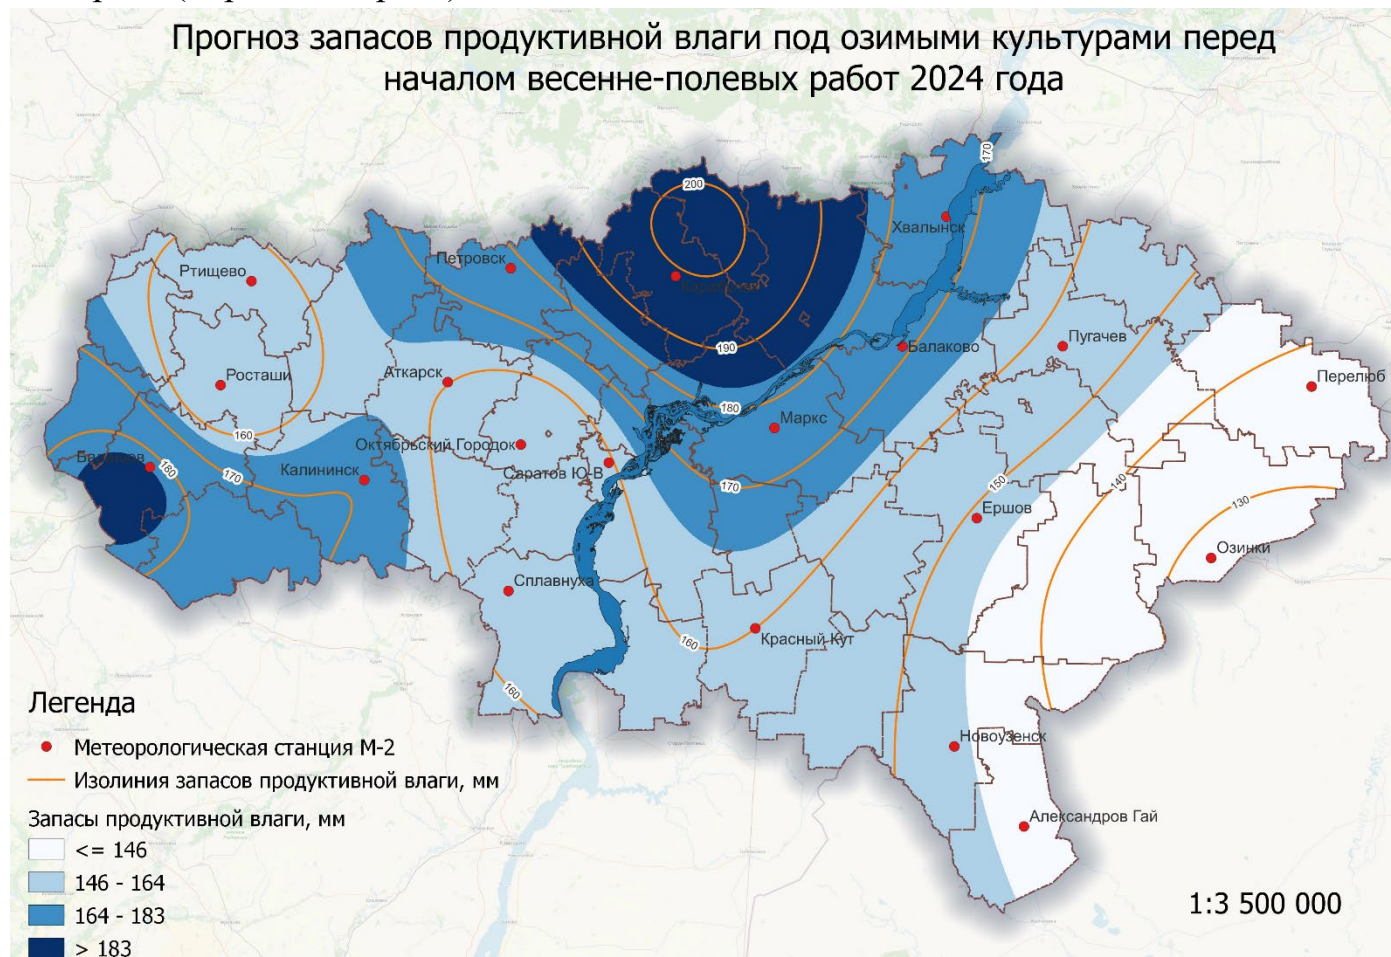 Прогноз запасов продуктивной влаги под озимыми культурами перед
началом весенне-полевых работ 2024 года
170
200
Хвалынск
Петровск
Ртищево
190
Балаково
Пугачев
Аткарск
Росташи
Перелюб
180
Маркс
160
Октябрьский Городок
Саратов Ю-В
180
170
Калининск
170
150
140
130
Ершов
Озинки
Сплавнуха
Красный Кут
160
160
Новоузенск
Александров Гай
Легенда
Метеорологическая станция М-2
Изолиния запасов продуктивной влаги, мм
Запасы продуктивной влаги, мм
<= 146
146 - 164
164 - 183
> 183
1:3 500 000